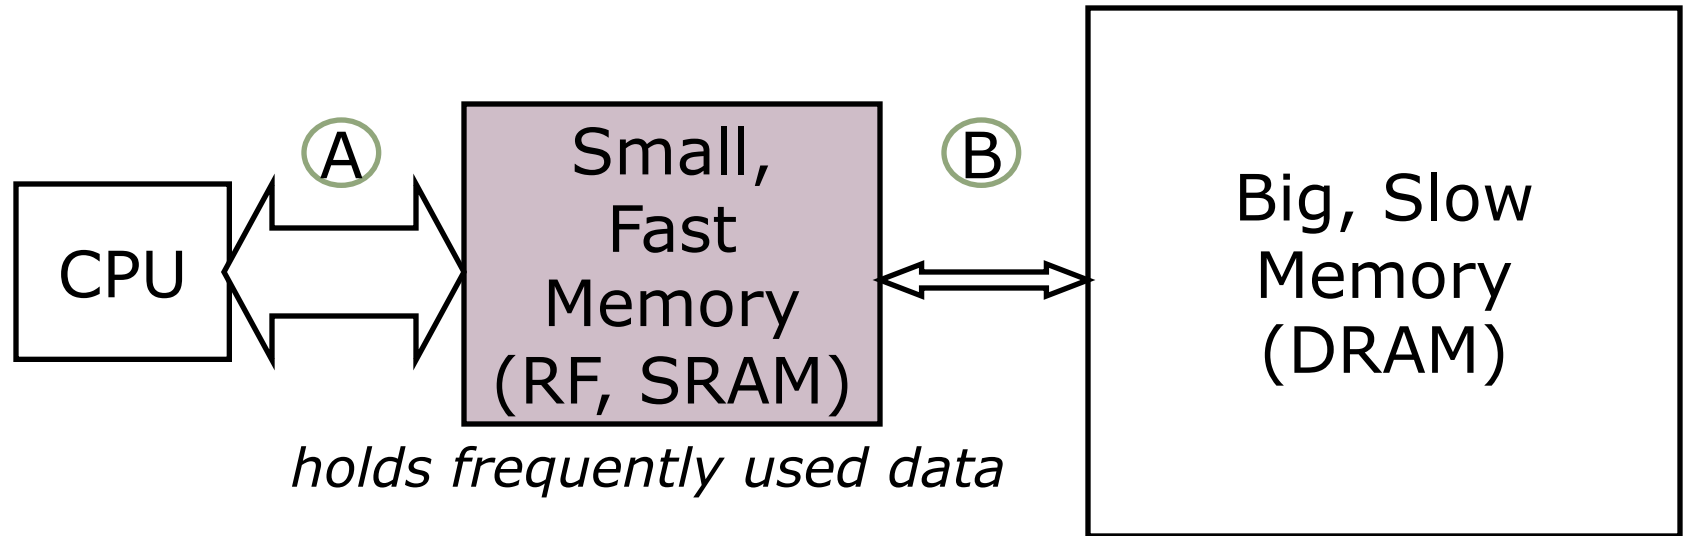 CPU
A
Small,
Fast
Memory
(RF, SRAM)
holds frequently used data
B
Big, Slow
Memory
(DRAM)